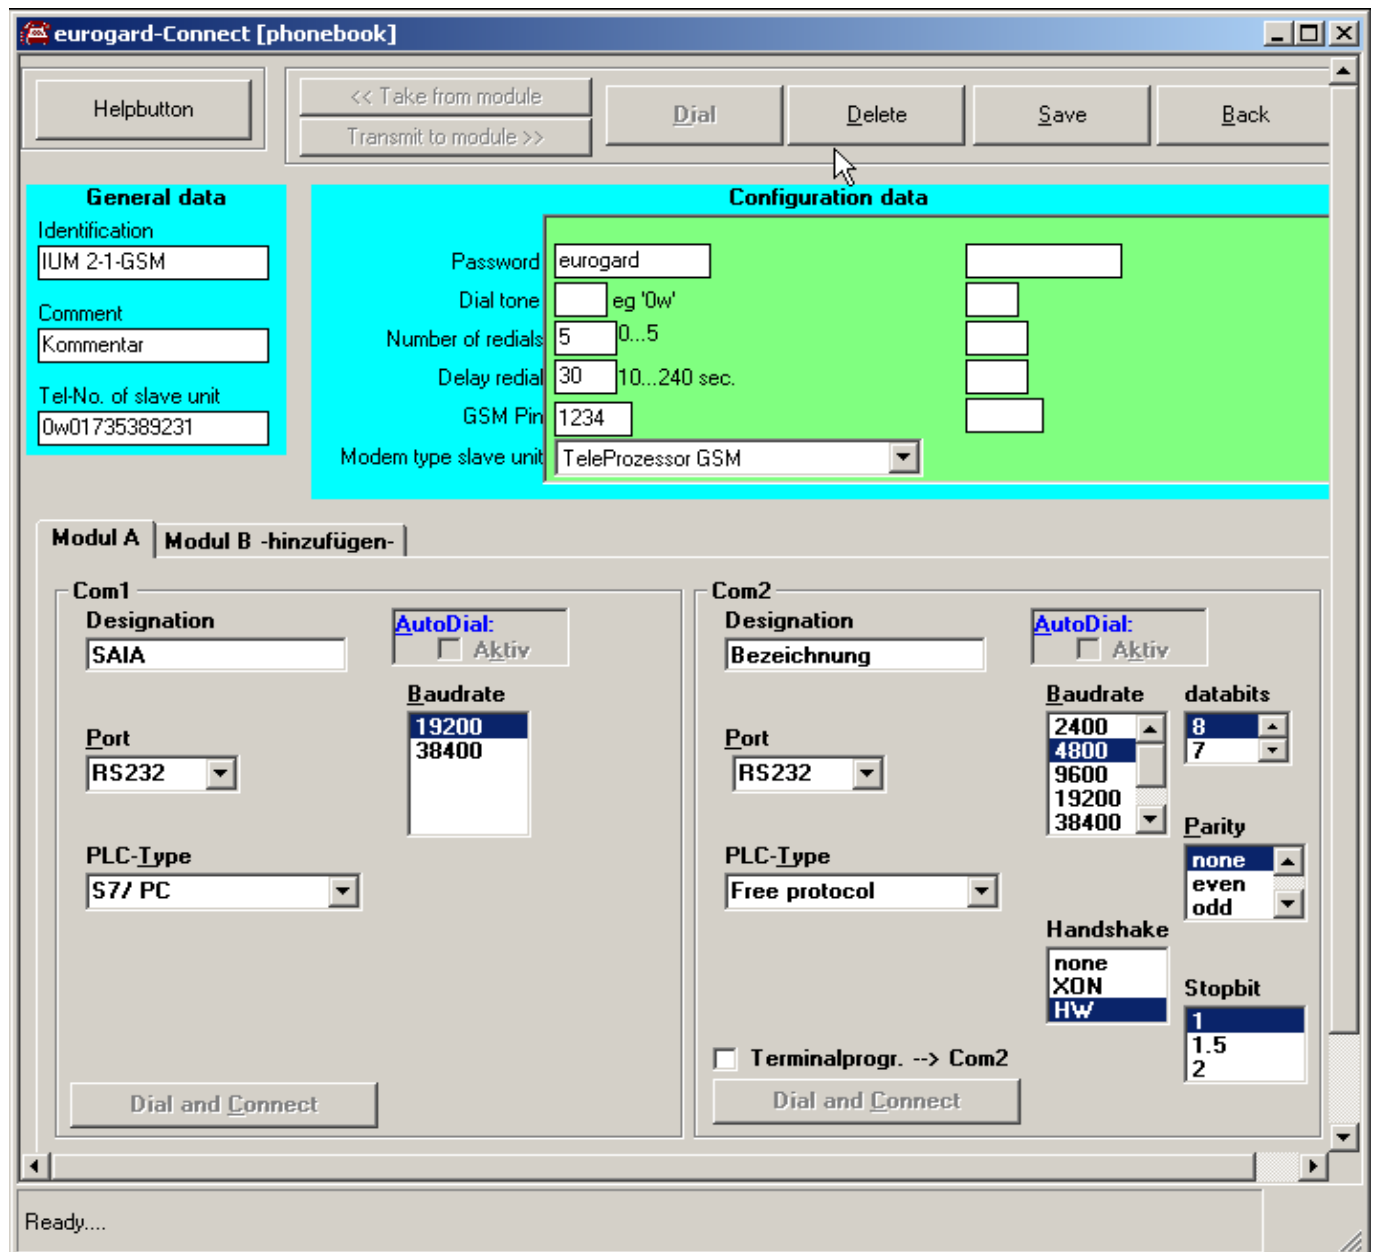 eurogard-Connect [phonebook]
Helpbutton
<< Take from module
Transmit to module >>
Dial
Delete
Save
Back
General data
Identification
IUM 2-1-GSM
Comment
Kommentar
Tel-No. of slave unit
0w01735389231
Configuration data
Password eurogard
Dial tone eg '0w'
Number of redials 5 0...5
Delay redial 30 10...240 sec.
GSM Pin 1234
Modem type slave unit TeleProzessor GSM
Modul A Modul B -hinzufügen-
Com1
Designation
SAIA
AutoDial:
Aktiv
Baudrate
19200
38400
Port
RS232
PLC-Type
S7/ PC
Dial and Connect
Com2
Designation
Bezeichnung
AutoDial:
Aktiv
Baudrate
2400
4800
9600
19200
38400
databits
8
7
Port
RS232
Parity
none
even
odd
PLC-Type
Free protocol
Handshake
none
XON
HW
Stopbit
1
1.5
2
Terminalprogr. --> Com2
Dial and Connect
Ready....